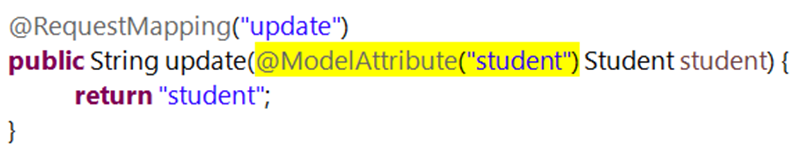 @RequestMapping("update")
public String update(@ModelAttribute("student") Student student) {
return "student";
}